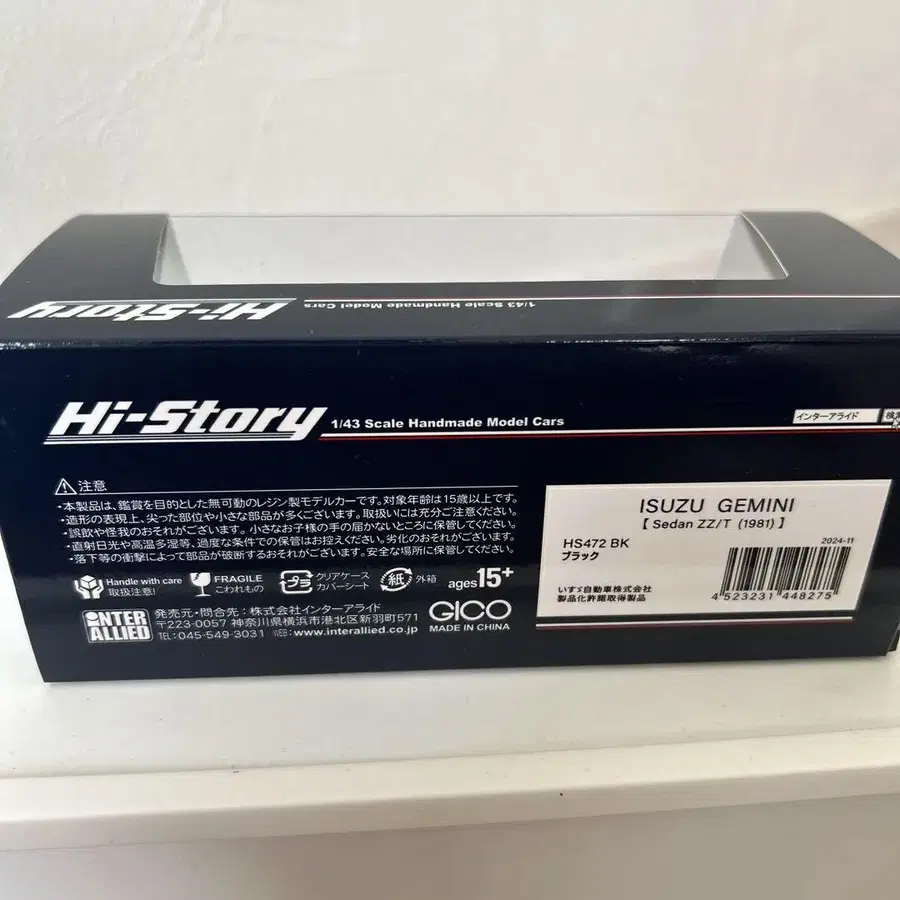 Hi-Story
1/43 Scale Handmade Model Cars
Hi-Story
1/43 Scale Handmade Model Cars
インターアライド
注意
・本製品は、鑑賞を目的とした無可動のレジン製モデルカーです。対象年齢は15歳以上です。
・造形の表現上、尖った部位や小さな部品が多くございます。取扱いには充分ご注意ください。
・誤飲や怪我のおそれがございます。小さなお子様の手の届かないところに保管してください。
・直射日光や高温多湿等、過度な条件での保管はお控えください。劣化のおそれがございます。
・落下等の衝撃によって部品が破断するおそれがございます。安全な場所に保管してください。
Handle with care
取扱注意!
FRAGILE
こわれもの
プラ
クリアケース
カバーシート
紙
外箱
ages15+
INTER
ALLIED
発売元・問合先:株式会社インターアライド
〒223-0057 神奈川県横浜市港北区新羽町571
TEL:045-549-3031 WEB:www.interallied.co.jp
GICO
MADE IN CHINA
ISUZU GEMINI
【 Sedan ZZ/T (1981) 】
HS472 BK
ブラック
2024-11
いすゞ自動車株式会社
製品化許諾取得製品
4 523231 448275